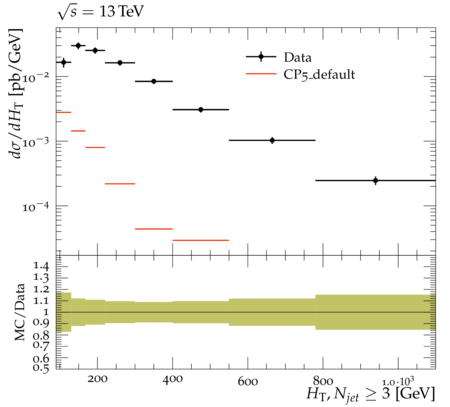 √s = 13 TeV
dσ/dH_T [pb/GeV]
10⁻²
10⁻³
10⁻⁴
Data
CP5_default
MC/Data
1.4
1.3
1.2
1.1
1
0.9
0.8
0.7
0.6
0.5
200 400 600 800 1.0·10³
H_T, N_jet ≥ 3 [GeV]